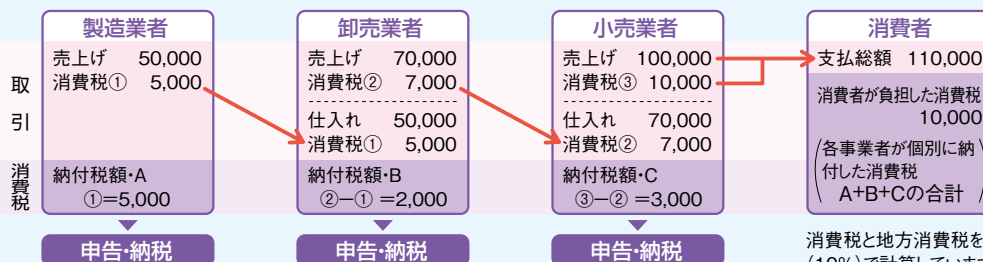 製造業者
売上げ 50,000
消費税① 5,000
納付税額・A
①=5,000
申告・納税
卸売業者
売上げ 70,000
消費税② 7,000
仕入れ 50,000
消費税① 5,000
納付税額・B
②−① =2,000
申告・納税
小売業者
売上げ 100,000
消費税③ 10,000
仕入れ 70,000
消費税② 7,000
納付税額・C
③−② =3,000
申告・納税
消費者
支払総額 110,000
消費者が負担した消費税
10,000
各事業者が個別に納
付した消費税
A+B+Cの合計
取引
消費税
消費税と地方消費税を